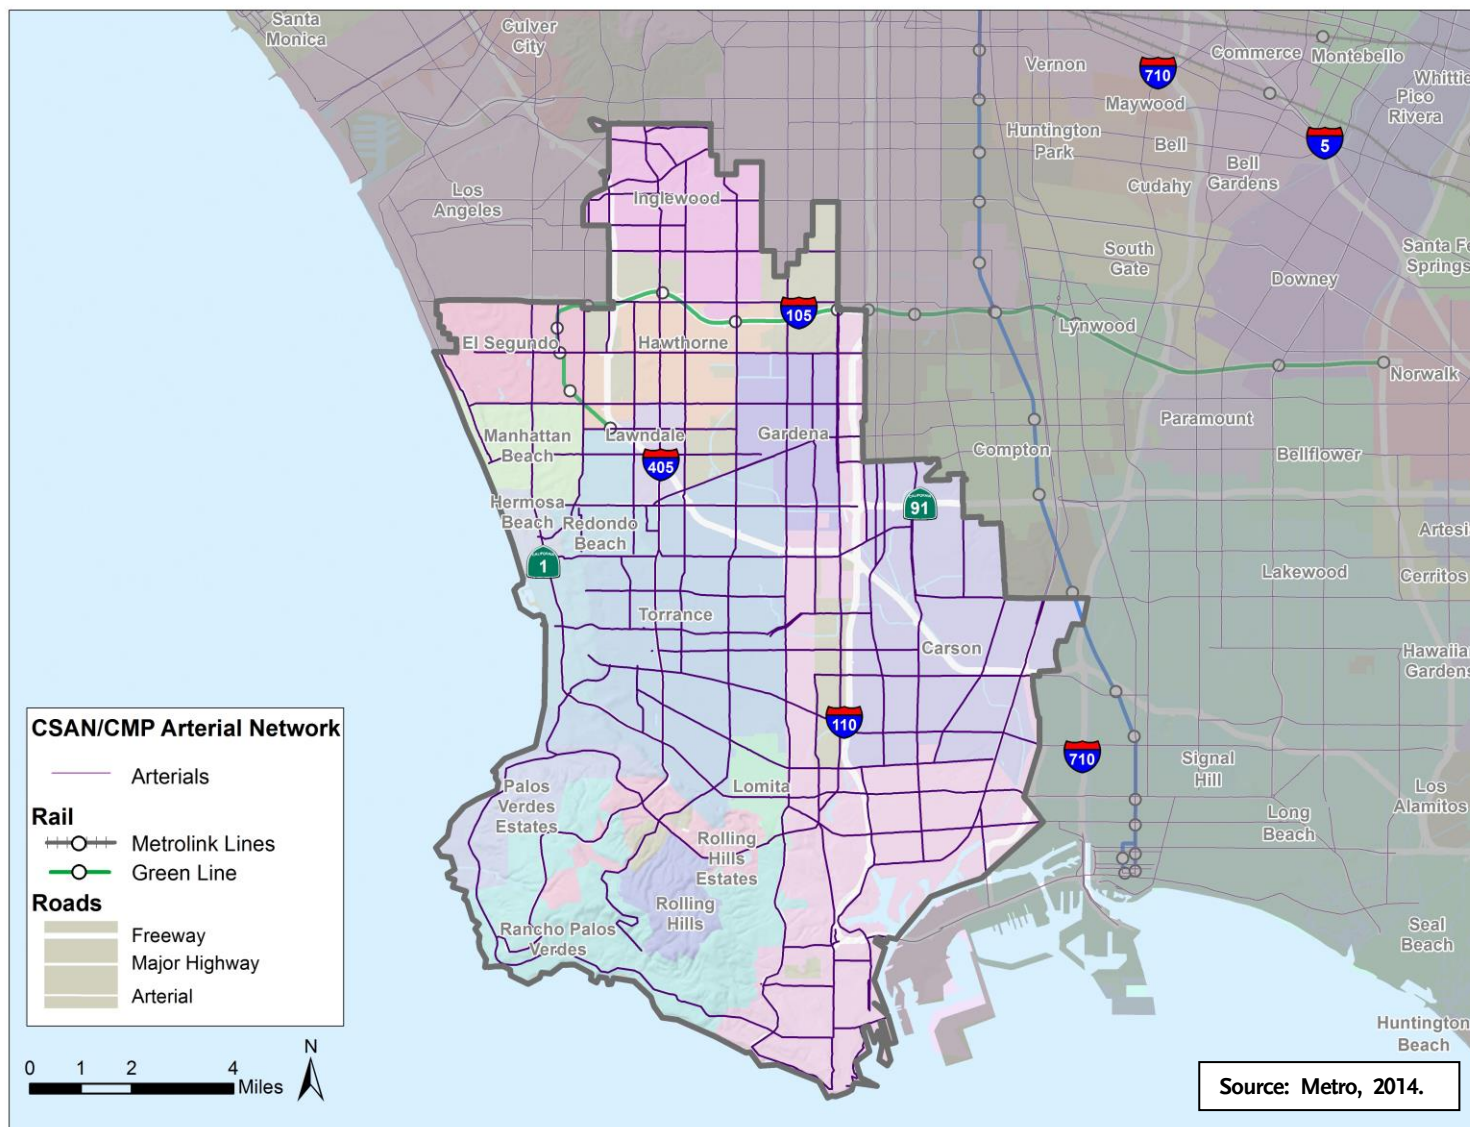 Santa
Monica
Culver
City
Commerce
Montebello
Vernon
710
Whittie
Pico
Rivera
Maywood
Huntington
Park
Bell
5
Bell
Gardens
Cudahy
Los
Angeles
Inglewood
South
Gate
Santa Fe
Springs
Downey
105
Lynwood
El Segundo
Hawthorne
Norwalk
Paramount
Manhattan
Beach
Lawndale
Gardena
Compton
Bellflower
405
Hermosa
Beach
Redondo
Beach
CALIFORNIA
91
Artesi
CALIFORNIA
1
Lakewood
Cerritos
Torrance
Carson
Hawaiian
Gardens
110
710
Signal
Hill
Palos
Verdes
Estates
Lomita
Los
Alamitos
Long
Beach
Rolling
Hills
Estates
Rolling
Hills
Rancho Palos
Verdes
Seal
Beach
Huntington
Beach
CSAN/CMP Arterial Network
Arterials
Rail
Metrolink Lines
Green Line
Roads
Freeway
Major Highway
Arterial
0 1 2 4
Miles
N
Source: Metro, 2014.